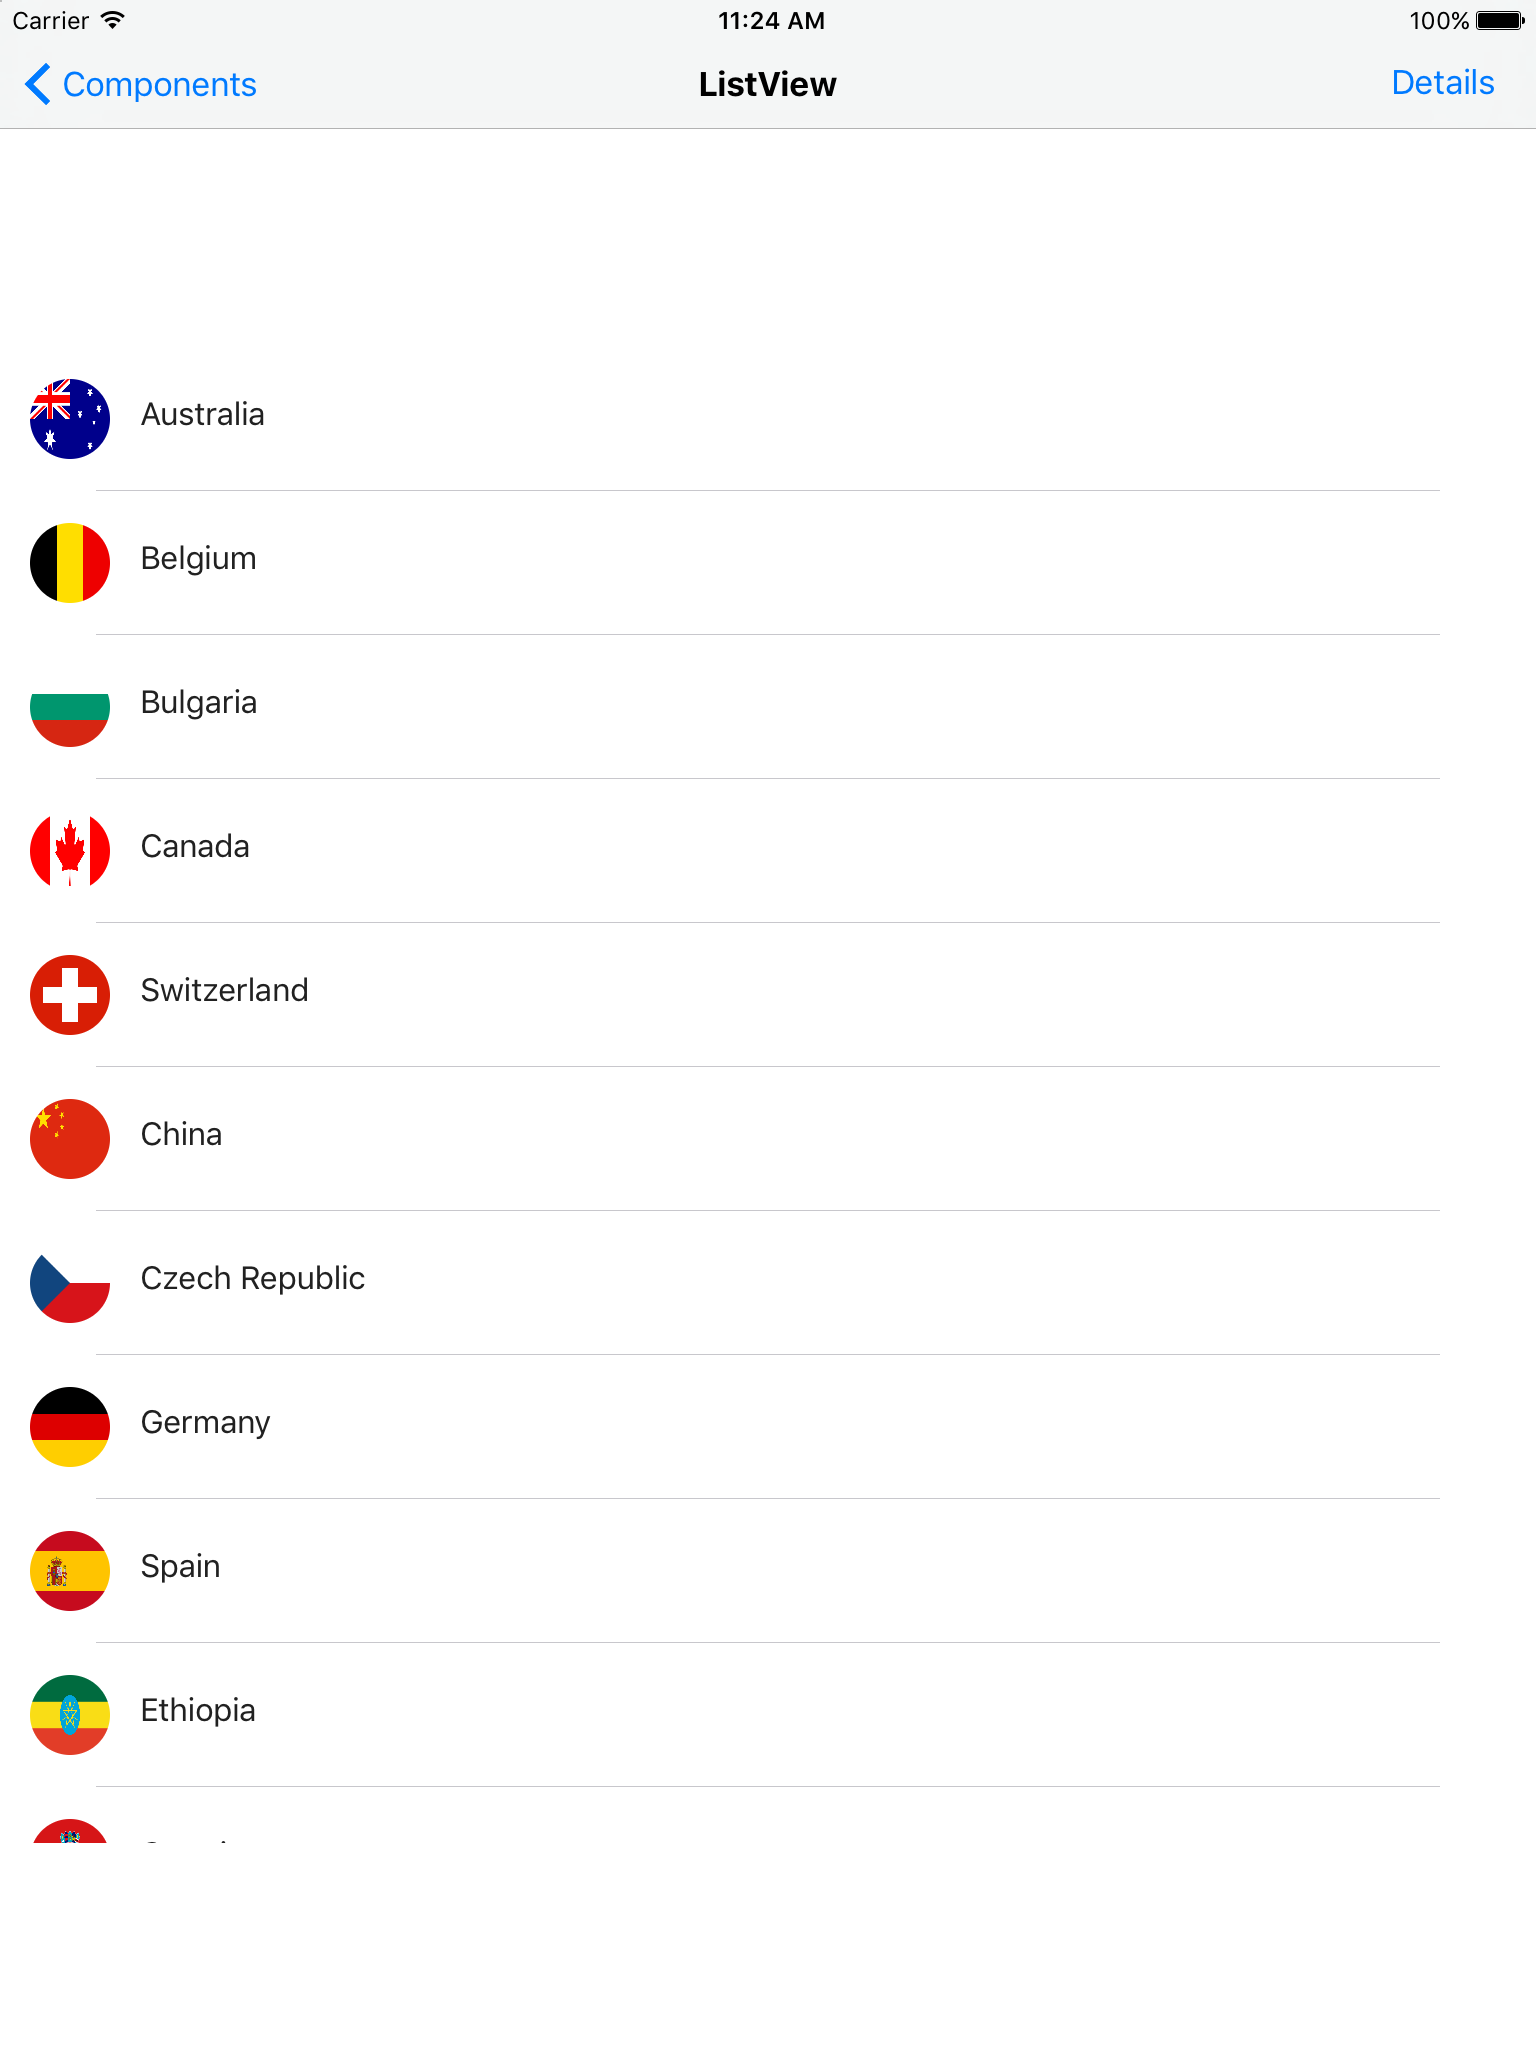 Carrier 11:24 AM 100%
Components ListView Details
Australia
Belgium
Bulgaria
Canada
Switzerland
China
Czech Republic
Germany
Spain
Ethiopia